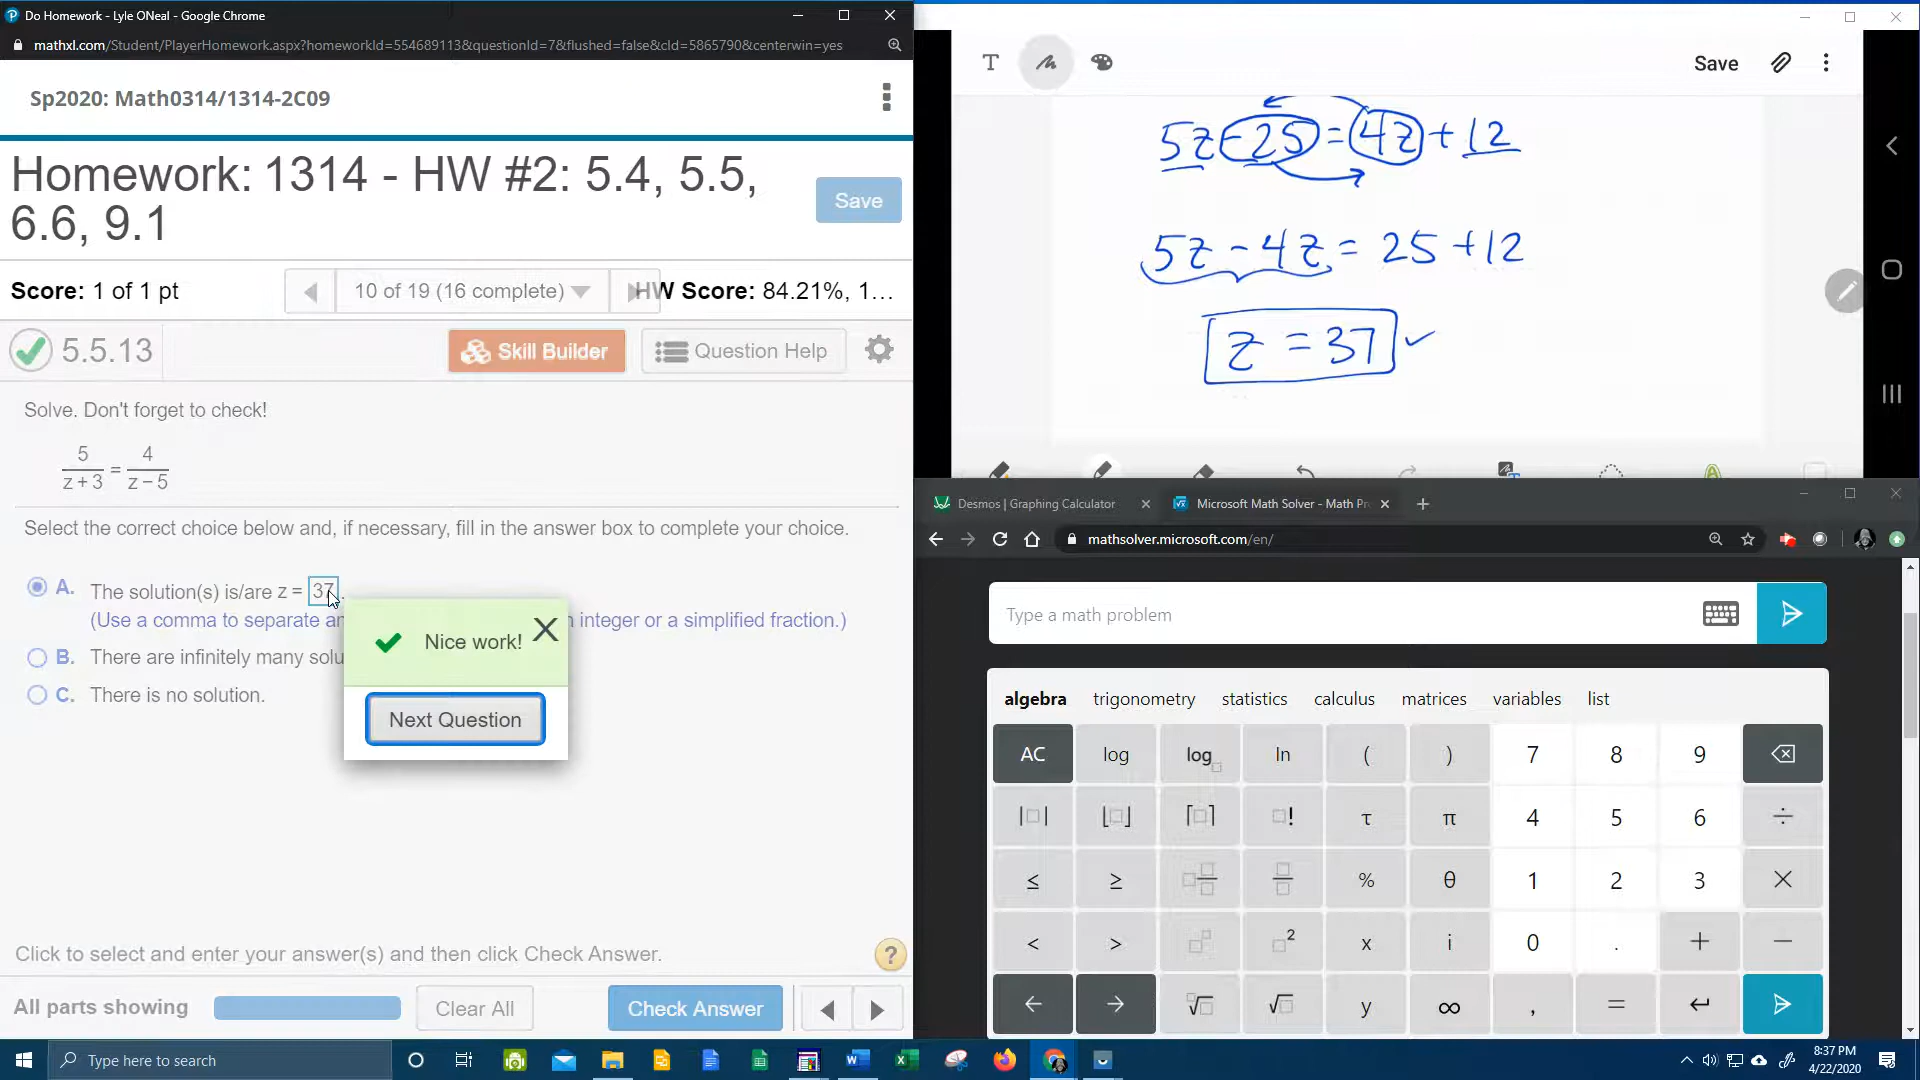 Do Homework - Lyle ONeal - Google Chrome
mathxl.com/Student/PlayerHomework.aspx?homeworkId=554689113&questionId=7&flushed=false&cId=5865790&centerwin=yes
Sp2020: Math0314/1314-2C09
Homework: 1314 - HW #2: 5.4, 5.5,
6.6, 9.1
Save
Score: 1 of 1 pt
10 of 19 (16 complete)
HW Score: 84.21%, 1...
5.5.13
Skill Builder
Question Help
Solve. Don't forget to check!
5/(z + 3) = 4/(z − 5)
Select the correct choice below and, if necessary, fill in the answer box to complete your choice.
A. The solution(s) is/are z = 37.
(Use a comma to separate an
n integer or a simplified fraction.)
B. There are infinitely many solu
C. There is no solution.
Nice work!
Next Question
Click to select and enter your answer(s) and then click Check Answer.
?
All parts showing
Clear All
Check Answer
T
Save
5z − 25 = 4z + 12
5z − 4z = 25 + 12
z = 37 ✓
Desmos | Graphing Calculator
Microsoft Math Solver - Math Pr
mathsolver.microsoft.com/en/
Type a math problem
algebra trigonometry statistics calculus matrices variables list
AC log log□ ln ( ) 7 8 9
|□| ⌊□⌋ ⌈□⌉ □! τ π 4 5 6 ÷
≤ ≥ □□/□ □/□ % θ 1 2 3 ×
< > □^□ □² x i 0 . + −
← → □√□ √□ y ∞ , = ↵
Type here to search
8:37 PM
4/22/2020